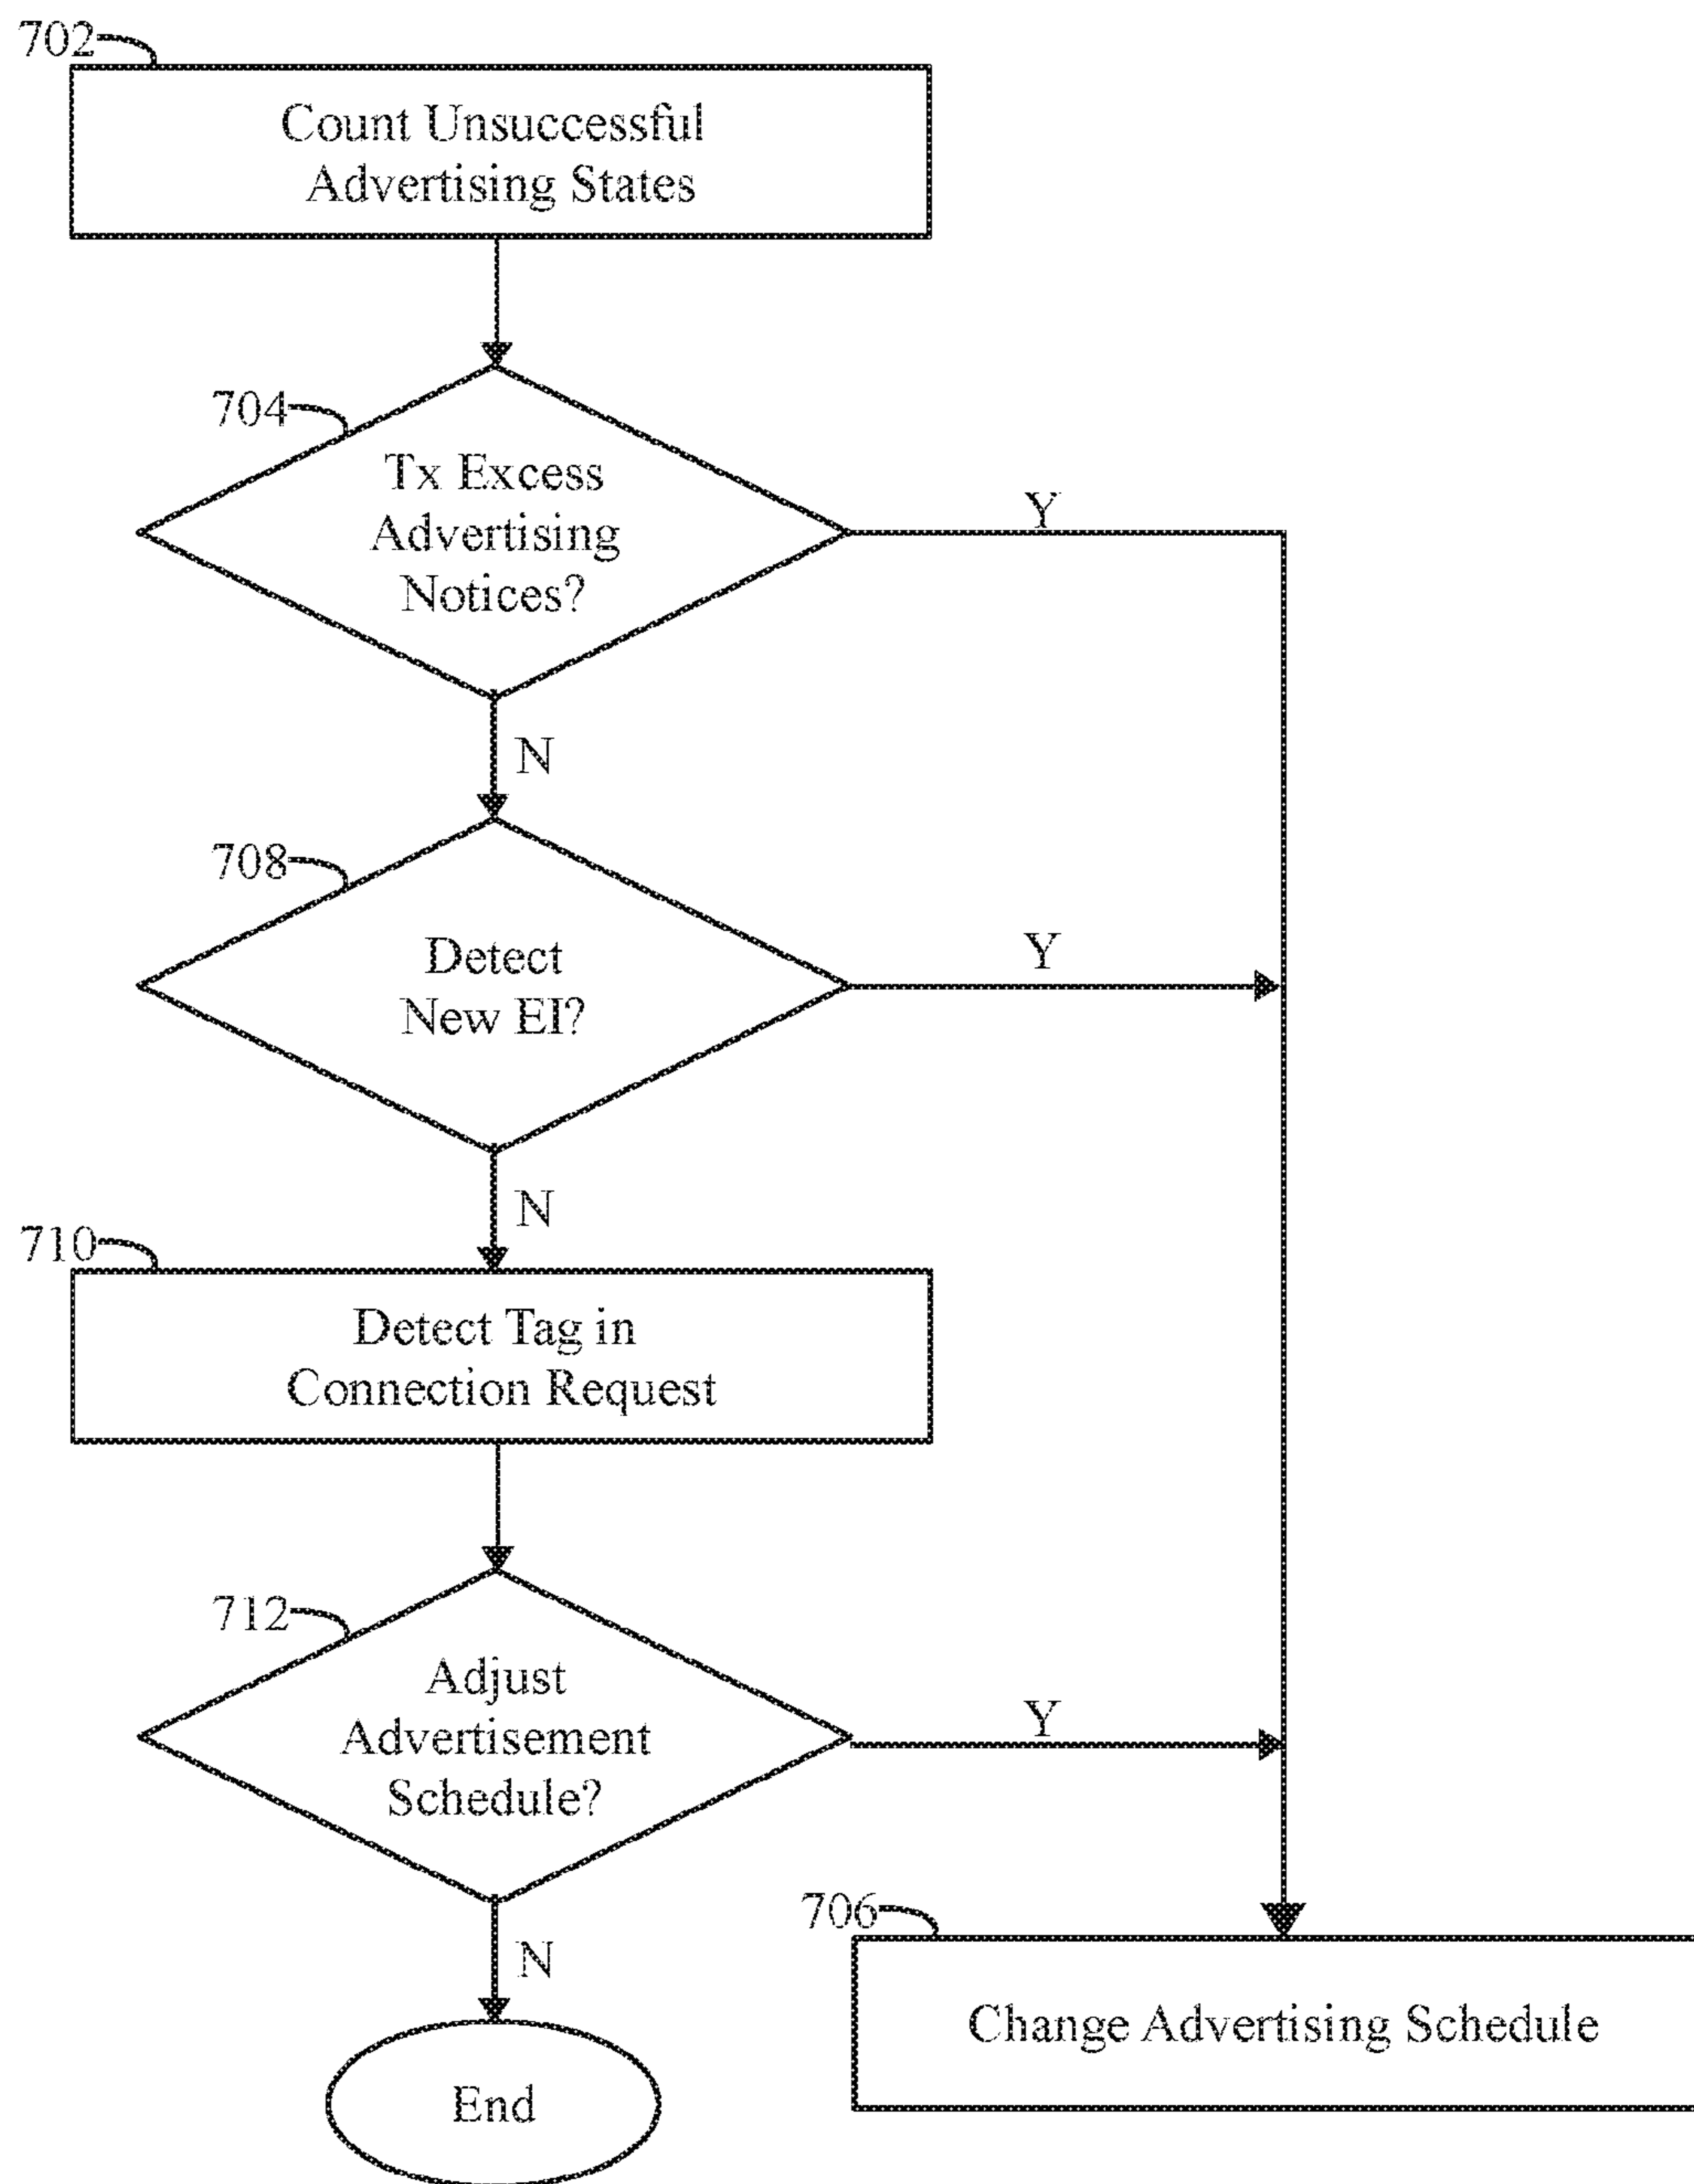 702
Count Unsuccessful
Advertising States
704
Tx Excess
Advertising
Notices?
Y
N
708
Detect
New EI?
Y
N
710
Detect Tag in
Connection Request
712
Adjust
Advertisement
Schedule?
Y
N
706
Change Advertising Schedule
End